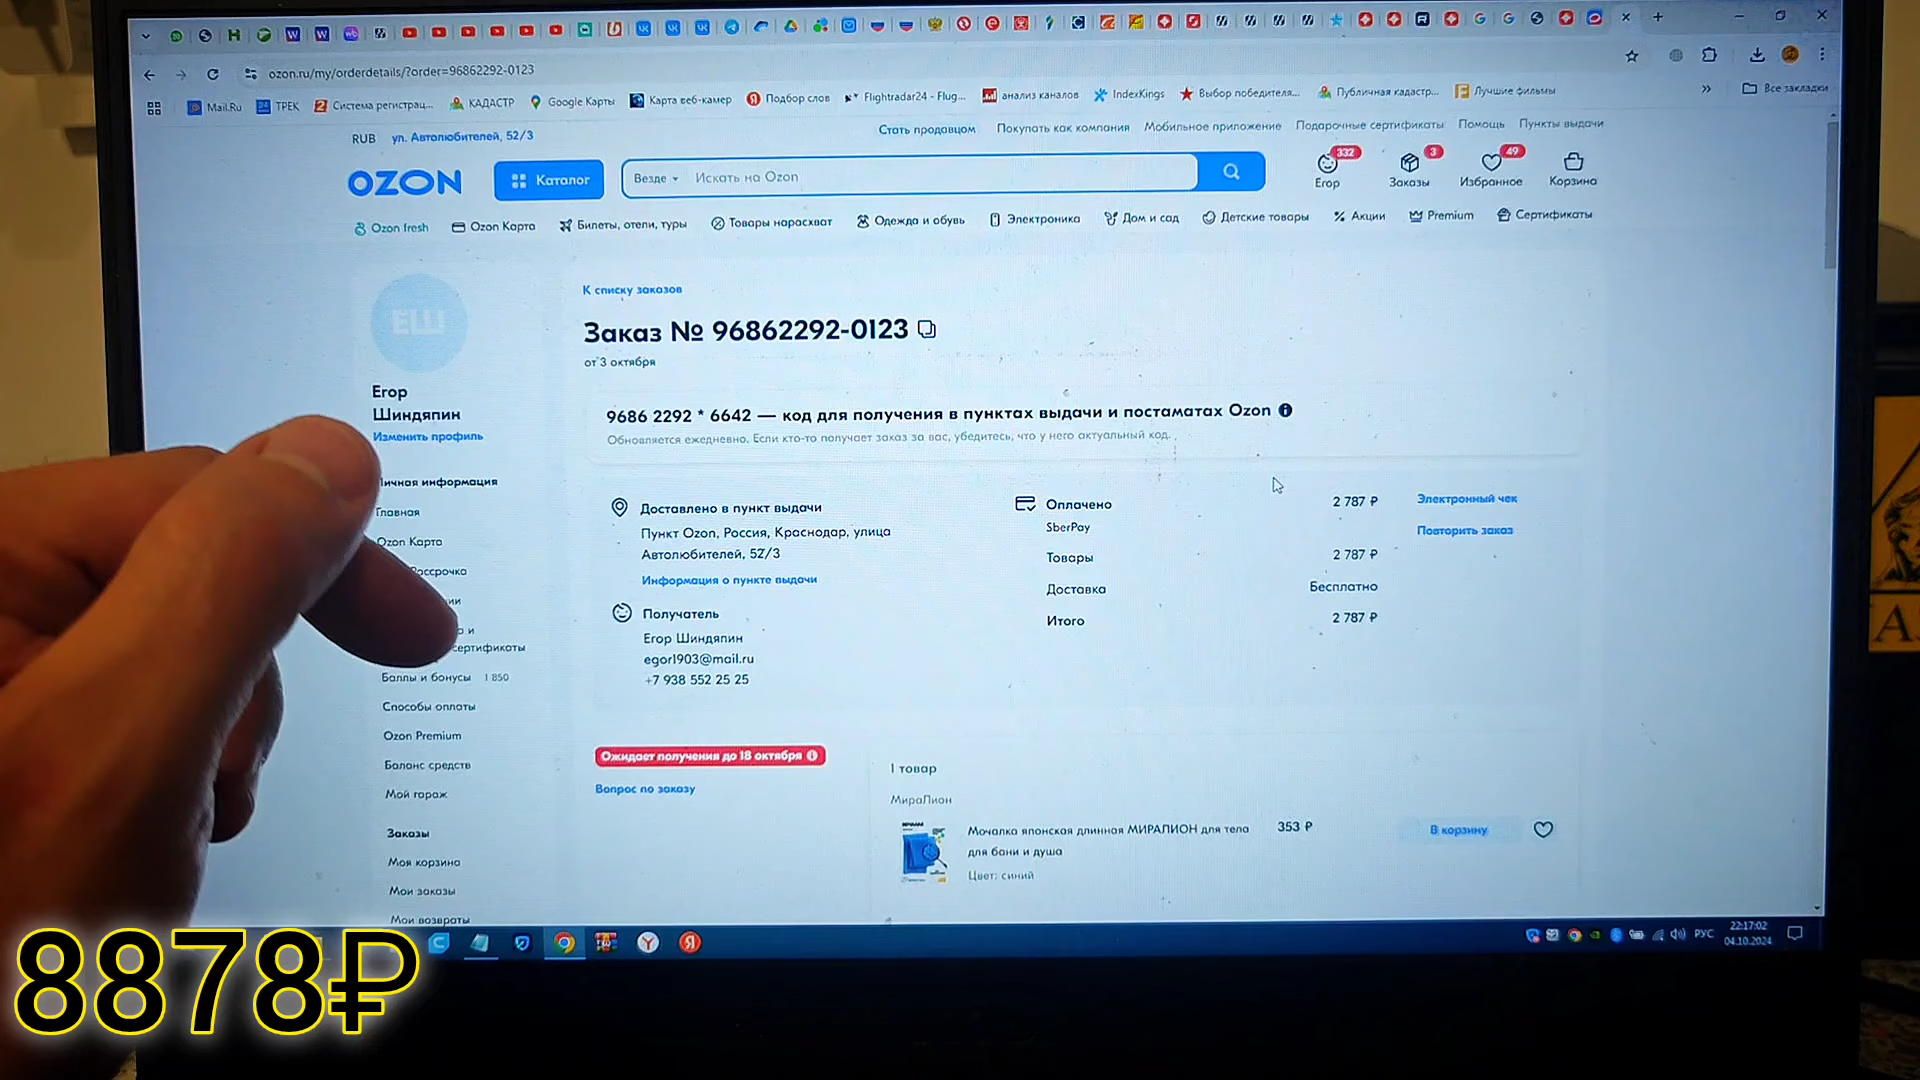 ozon.ru/my/orderdetails/?order=96862292-0123
Mail.Ru ТРЕК Система регистрац... КАДАСТР Google Карты Карта веб-камер Подбор слов Flightradar24 - Flug... анализ каналов IndexKings Выбор победителя... Публичная кадастр... Лучшие фильмы » Все закладки
RUB ул. Автолюбителей, 52/3 Стать продавцом Покупать как компания Мобильное приложение Подарочные сертификаты Помощь Пункты выдачи
OZON Каталог Везде Искать на Ozon
332 3 49
Егор Заказы Избранное Корзина
Ozon fresh Ozon Карта Билеты, отели, туры Товары нарасхват Одежда и обувь Электроника Дом и сад Детские товары Акции Premium Сертификаты
ЕШ
Егор
Шиндяпин
Изменить профиль
Личная информация
Главная
Ozon Карта
Рассрочка
и
сертификаты
Баллы и бонусы 1 850
Способы оплаты
Ozon Premium
Баланс средств
Мой гараж
Заказы
Моя корзина
Мои заказы
Мои возвраты
К списку заказов
Заказ № 96862292-0123
от 3 октября
9686 2292 * 6642 — код для получения в пунктах выдачи и постаматах Ozon
Обновляется ежедневно. Если кто-то получает заказ за вас, убедитесь, что у него актуальный код.
Доставлено в пункт выдачи
Пункт Ozon, Россия, Краснодар, улица
Автолюбителей, 52/3
Информация о пункте выдачи
Получатель
Егор Шиндяпин
egor1903@mail.ru
+7 938 552 25 25
Оплачено 2 787 ₽
SberPay
Товары 2 787 ₽
Доставка Бесплатно
Итого 2 787 ₽
Электронный чек
Повторить заказ
Ожидает получения до 18 октября
Вопрос по заказу
1 товар
МираЛион
Мочалка японская длинная МИРАЛИОН для тела
для бани и душа
Цвет: синий
353 ₽
В корзину
РУС
22:17:02
04.10.2024
8878₽